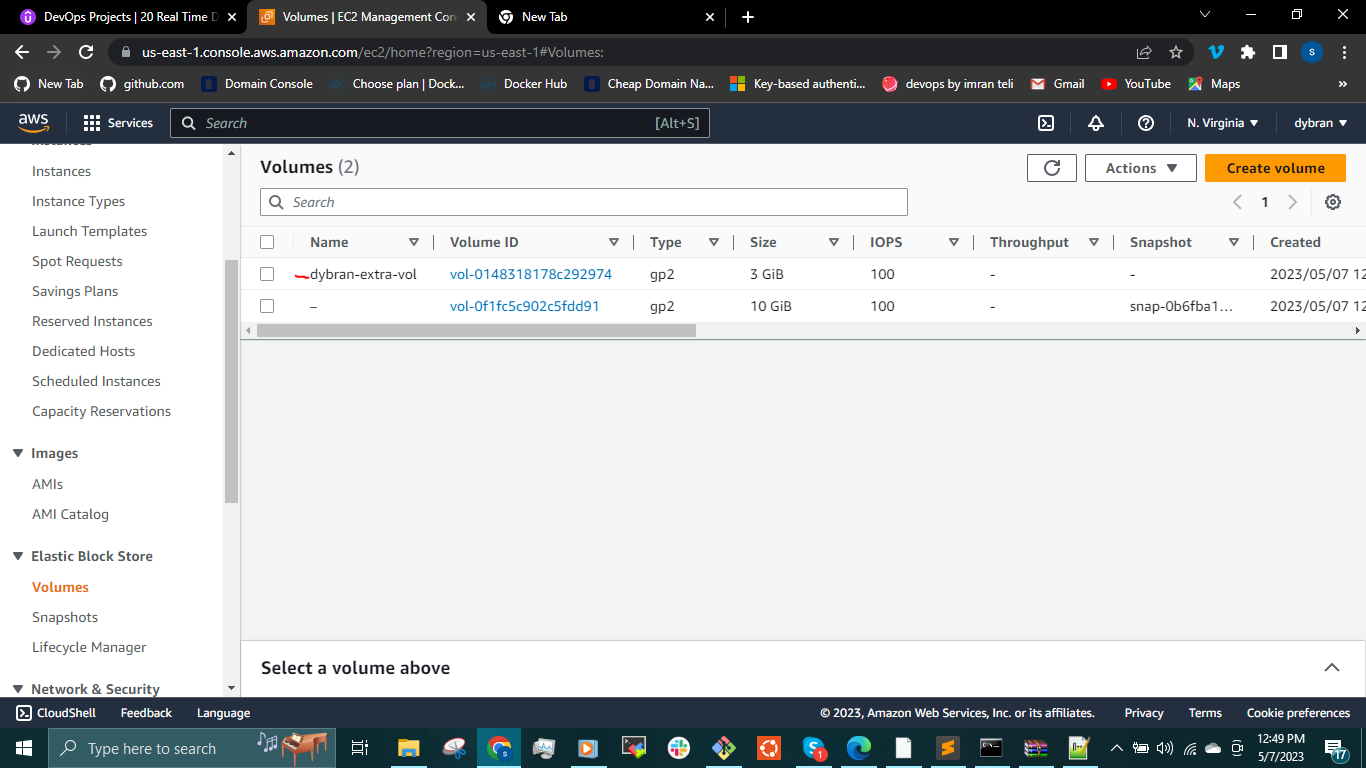 DevOps Projects | 20 Real Time D
Volumes | EC2 Management Con
New Tab
us-east-1.console.aws.amazon.com/ec2/home?region=us-east-1#Volumes:
S
New Tab
github.com
Domain Console
Choose plan | Dock...
Docker Hub
Cheap Domain Na...
Key-based authenti...
devops by imran teli
Gmail
YouTube
Maps
»
aws
Services
Search
[Alt+S]
N. Virginia
dybran
Instances
Instances
Instance Types
Launch Templates
Spot Requests
Savings Plans
Reserved Instances
Dedicated Hosts
Scheduled Instances
Capacity Reservations
Images
AMIs
AMI Catalog
Elastic Block Store
Volumes
Snapshots
Lifecycle Manager
Network & Security
Volumes (2)
Actions
Create volume
Search
1
Name Volume ID Type Size IOPS Throughput Snapshot Created
dybran-extra-vol vol-0148318178c292974 gp2 3 GiB 100 - - 2023/05/07 12
– vol-0f1fc5c902c5fdd91 gp2 10 GiB 100 - snap-0b6fba1... 2023/05/07 12
Select a volume above
CloudShell
Feedback
Language
© 2023, Amazon Web Services, Inc. or its affiliates.
Privacy
Terms
Cookie preferences
Type here to search
1
12:49 PM
5/7/2023
17